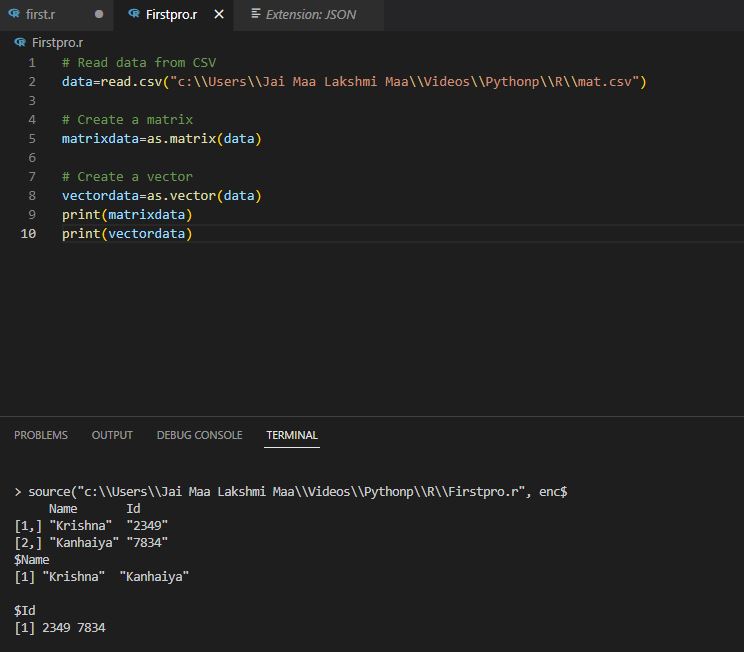 first.r
Firstpro.r
Extension: JSON
Firstpro.r
1 # Read data from CSV
2 data=read.csv("c:\\Users\\Jai Maa Lakshmi Maa\\Videos\\Pythonp\\R\\mat.csv")
3
4 # Create a matrix
5 matrixdata=as.matrix(data)
6
7 # Create a vector
8 vectordata=as.vector(data)
9 print(matrixdata)
10 print(vectordata)
PROBLEMS OUTPUT DEBUG CONSOLE TERMINAL
> source("c:\\Users\\Jai Maa Lakshmi Maa\\Videos\\Pythonp\\R\\Firstpro.r", enc$
     Name       Id
[1,] "Krishna"  "2349"
[2,] "Kanhaiya" "7834"
$Name
[1] "Krishna"  "Kanhaiya"

$Id
[1] 2349 7834